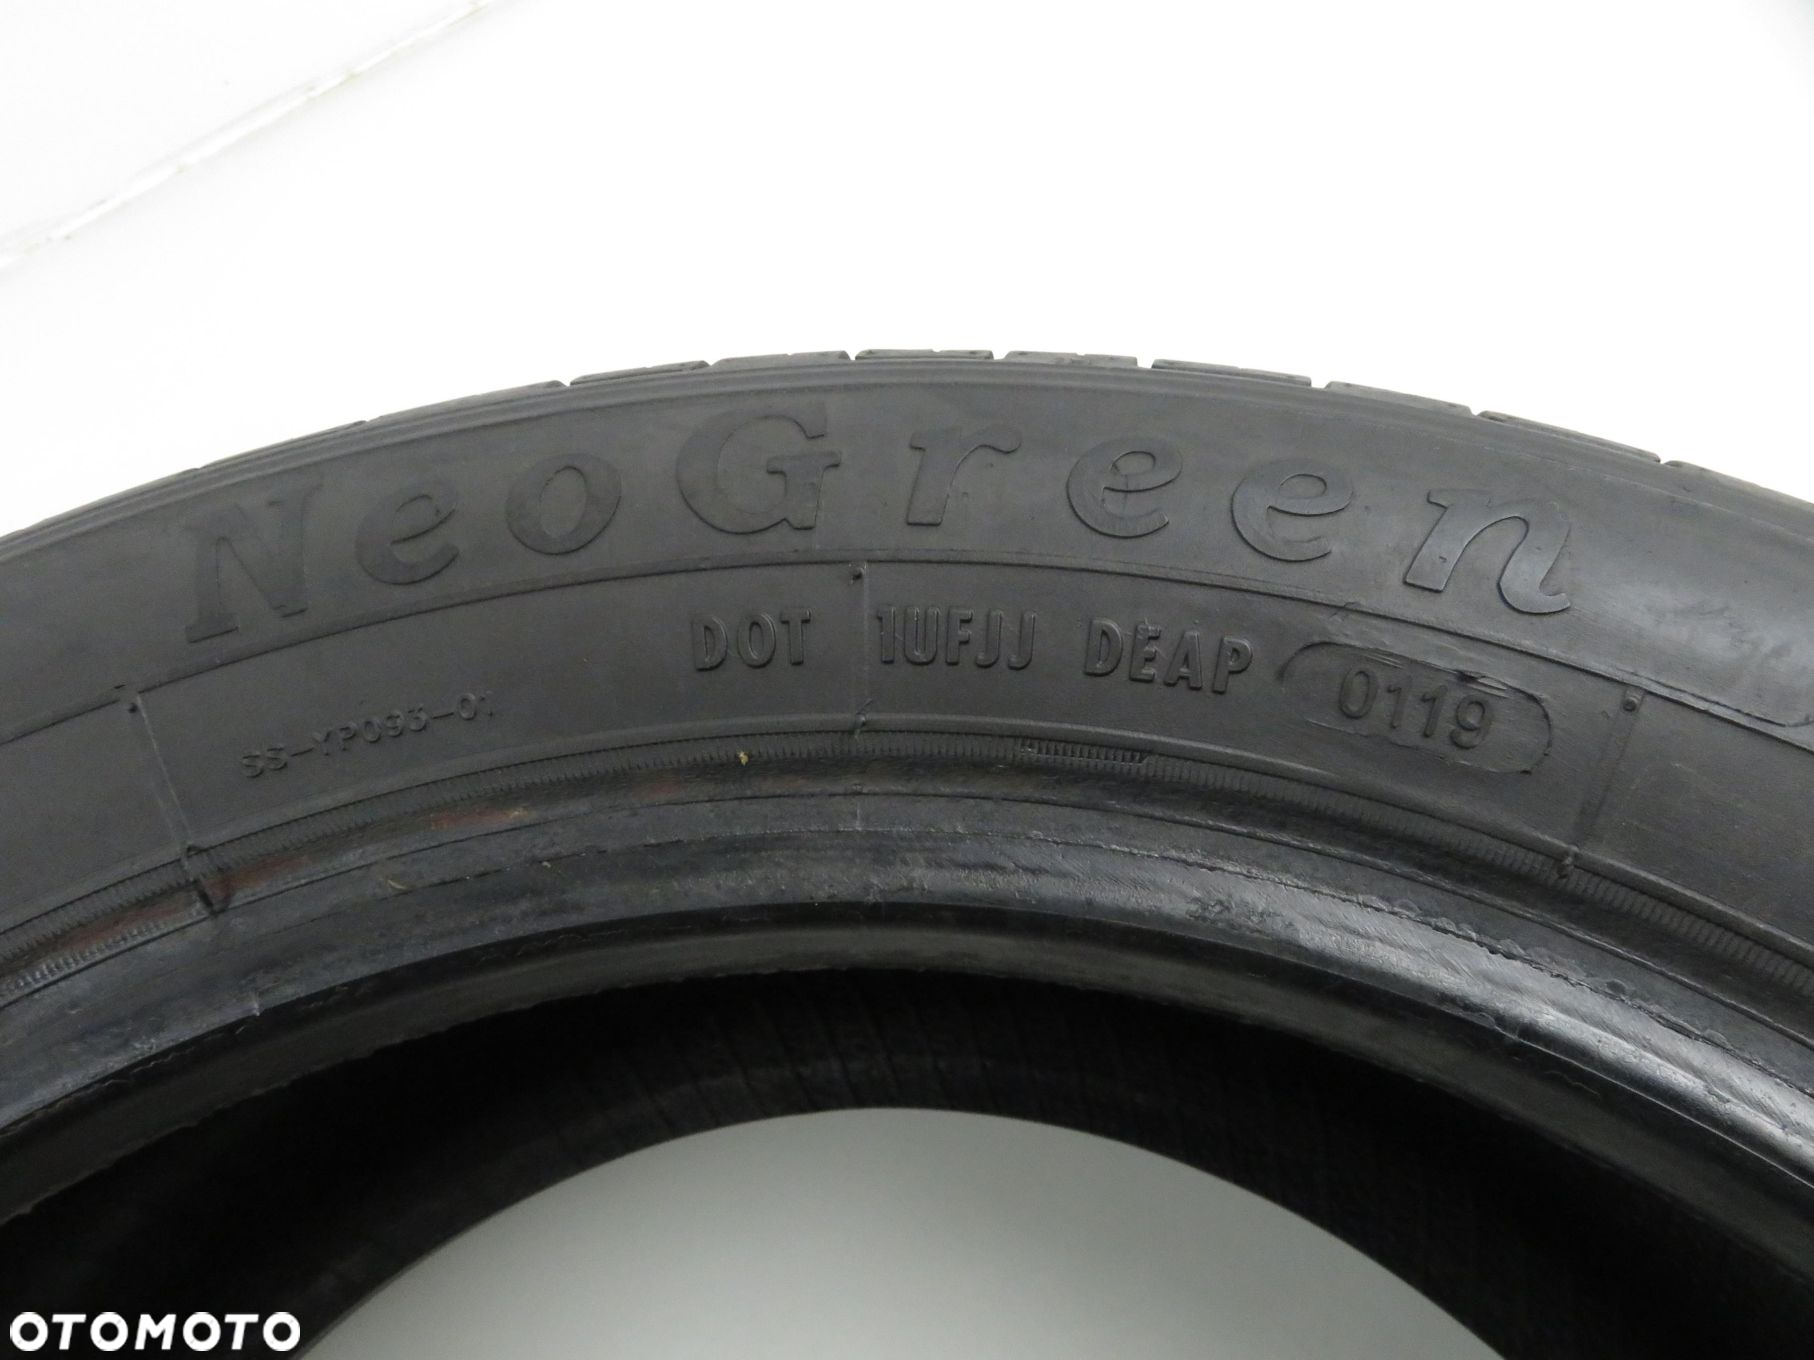 NeoGreen
DOT 1UFJJ DEAP 0119
SS-YP093-01
OTOMOTO